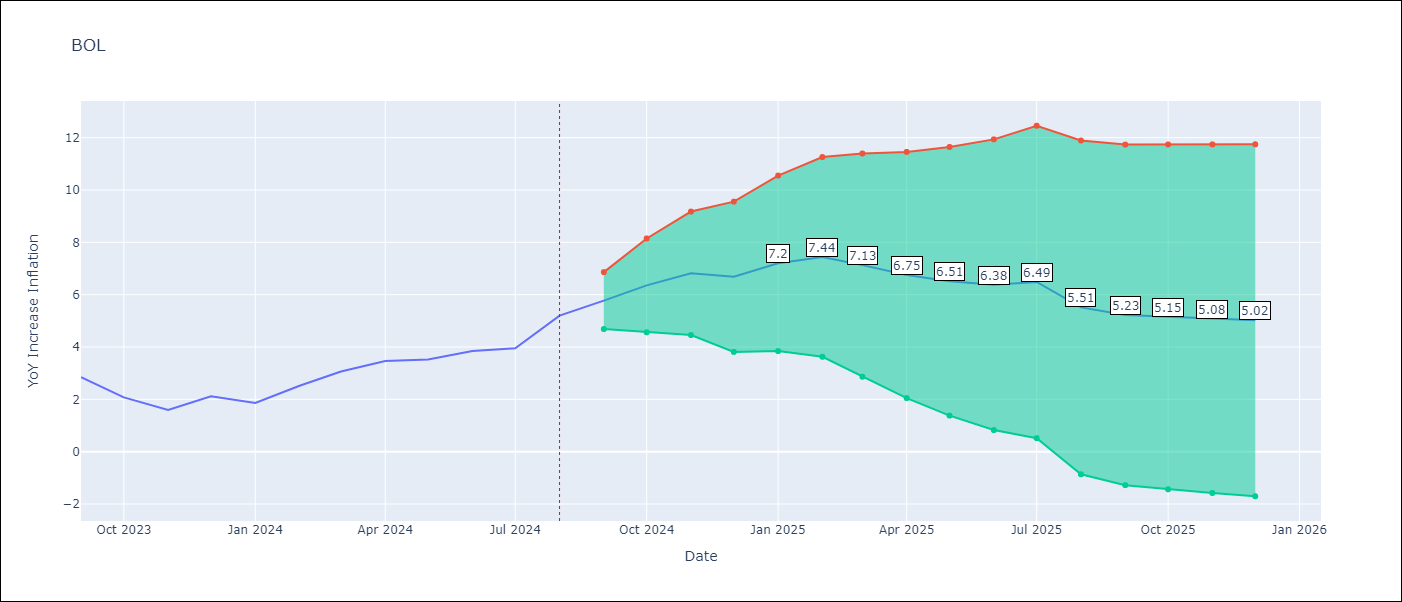 BOL
YoY Increase Inflation
12
10
8
6
4
2
0
−2
7.2
7.44
7.13
6.75
6.51
6.38
6.49
5.51
5.23
5.15
5.08
5.02
Oct 2023
Jan 2024
Apr 2024
Jul 2024
Oct 2024
Jan 2025
Apr 2025
Jul 2025
Oct 2025
Jan 2026
Date